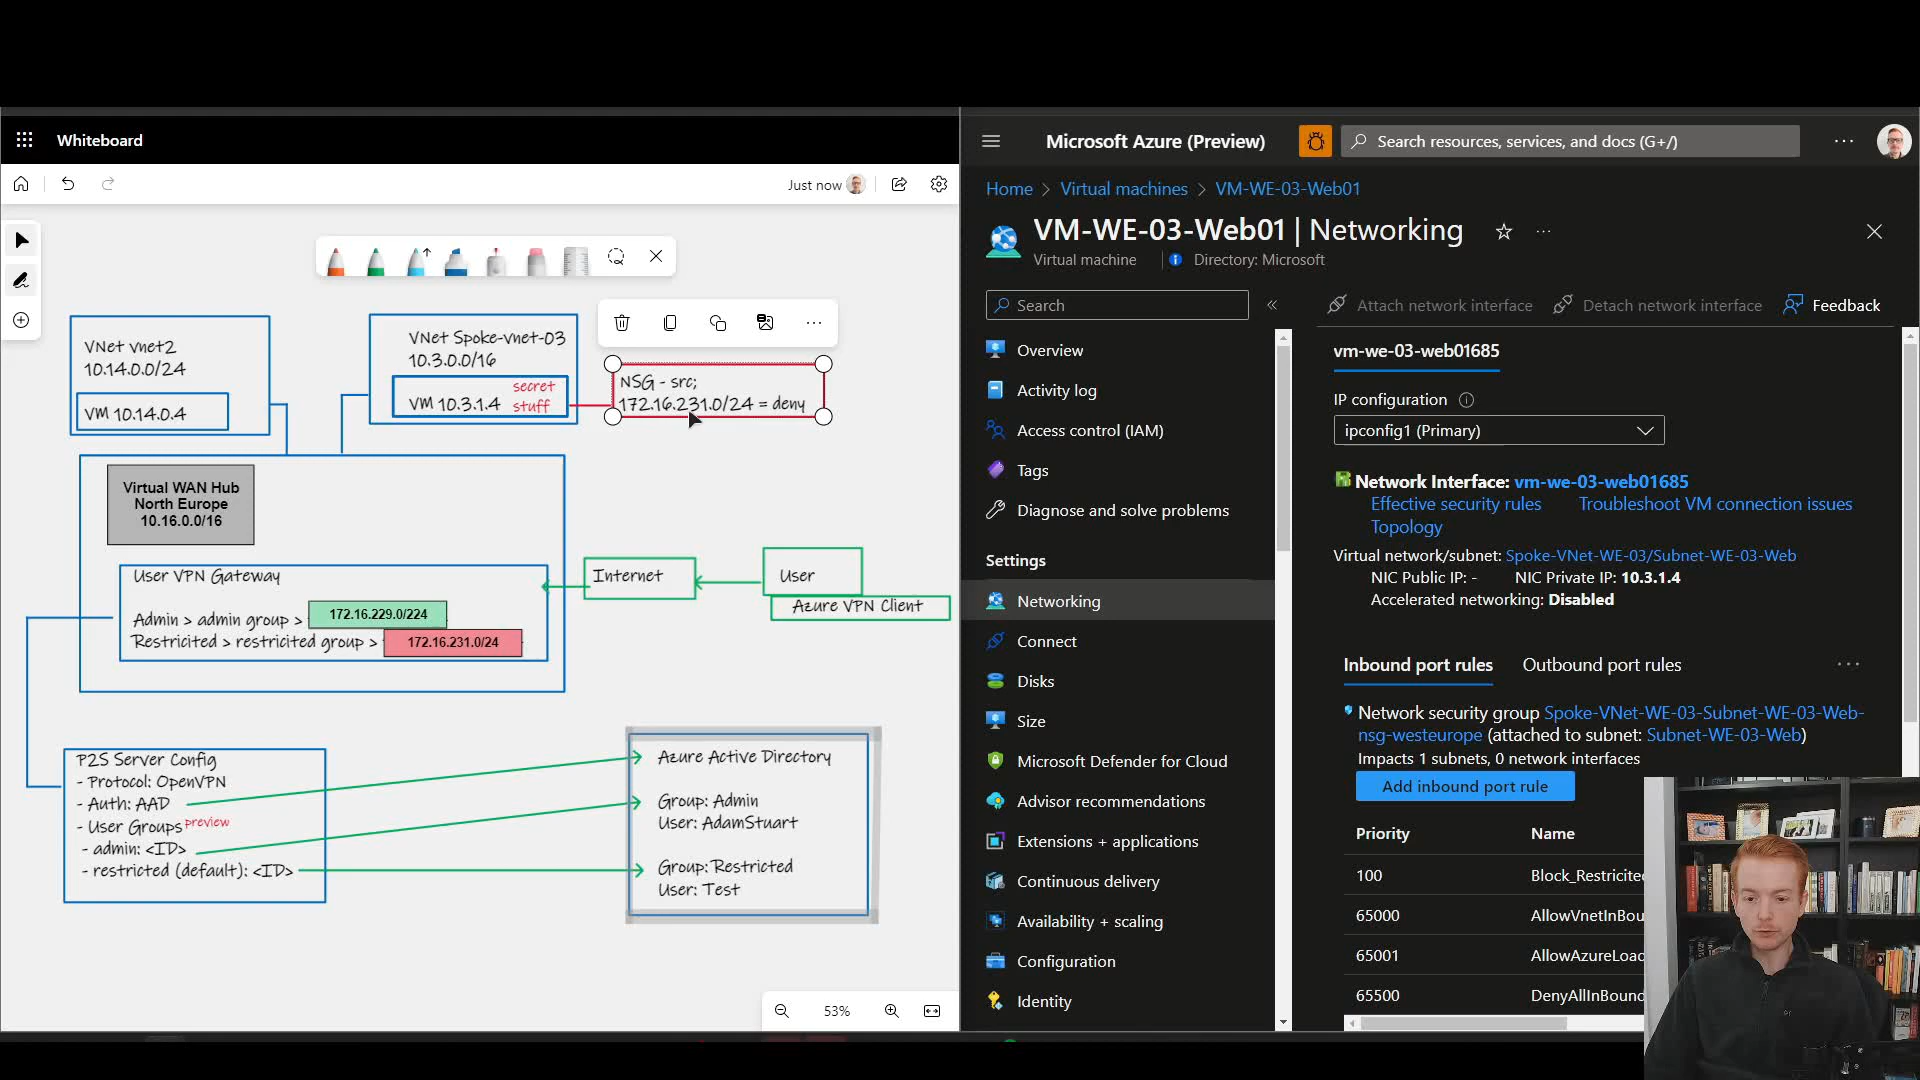 Whiteboard
Just now
VNet vnet2
10.14.0.0/24
VM 10.14.0.4
VNet Spoke-vnet-03
10.3.0.0/16
VM 10.3.1.4
secret
stuff
NSG - src;
172.16.231.0/24 = deny
Virtual WAN Hub
North Europe
10.16.0.0/16
User VPN Gateway
Admin > admin group >
172.16.229.0/224
Restricited > restricited group >
172.16.231.0/24
Internet
User
Azure VPN Client
P2S Server Config
- Protocol: OpenVPN
- Auth: AAD
- User Groups preview
- admin: <ID>
- restricted (default): <ID>
Azure Active Directory
Group: Admin
User: AdamStuart
Group: Restricted
User: Test
53%
Microsoft Azure (Preview)
Search resources, services, and docs (G+/)
Home > Virtual machines > VM-WE-03-Web01
VM-WE-03-Web01 | Networking
Virtual machine
Directory: Microsoft
Search
Overview
Activity log
Access control (IAM)
Tags
Diagnose and solve problems
Settings
Networking
Connect
Disks
Size
Microsoft Defender for Cloud
Advisor recommendations
Extensions + applications
Continuous delivery
Availability + scaling
Configuration
Identity
Attach network interface
Detach network interface
Feedback
vm-we-03-web01685
IP configuration
ipconfig1 (Primary)
Network Interface: vm-we-03-web01685
Effective security rules
Troubleshoot VM connection issues
Topology
Virtual network/subnet: Spoke-VNet-WE-03/Subnet-WE-03-Web
NIC Public IP: -
NIC Private IP: 10.3.1.4
Accelerated networking: Disabled
Inbound port rules
Outbound port rules
Network security group Spoke-VNet-WE-03-Subnet-WE-03-Web-
nsg-westeurope (attached to subnet: Subnet-WE-03-Web)
Impacts 1 subnets, 0 network interfaces
Add inbound port rule
Priority Name
100 Block_Restricited
65000 AllowVnetInBou
65001 AllowAzureLoad
65500 DenyAllInBound